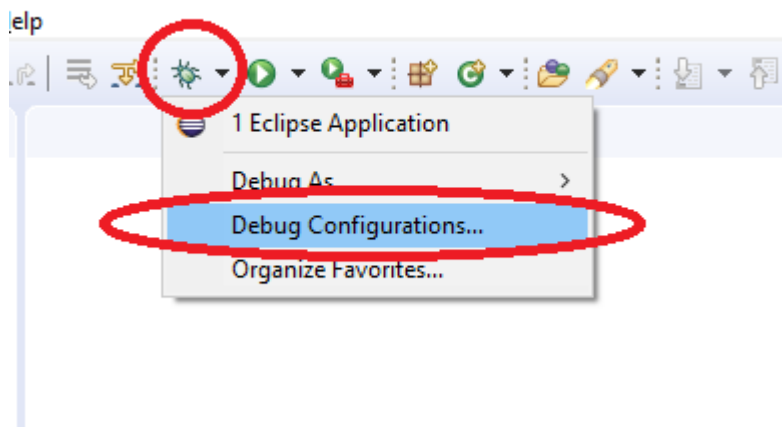 elp
1 Eclipse Application
Debug As
Debug Configurations...
Organize Favorites...